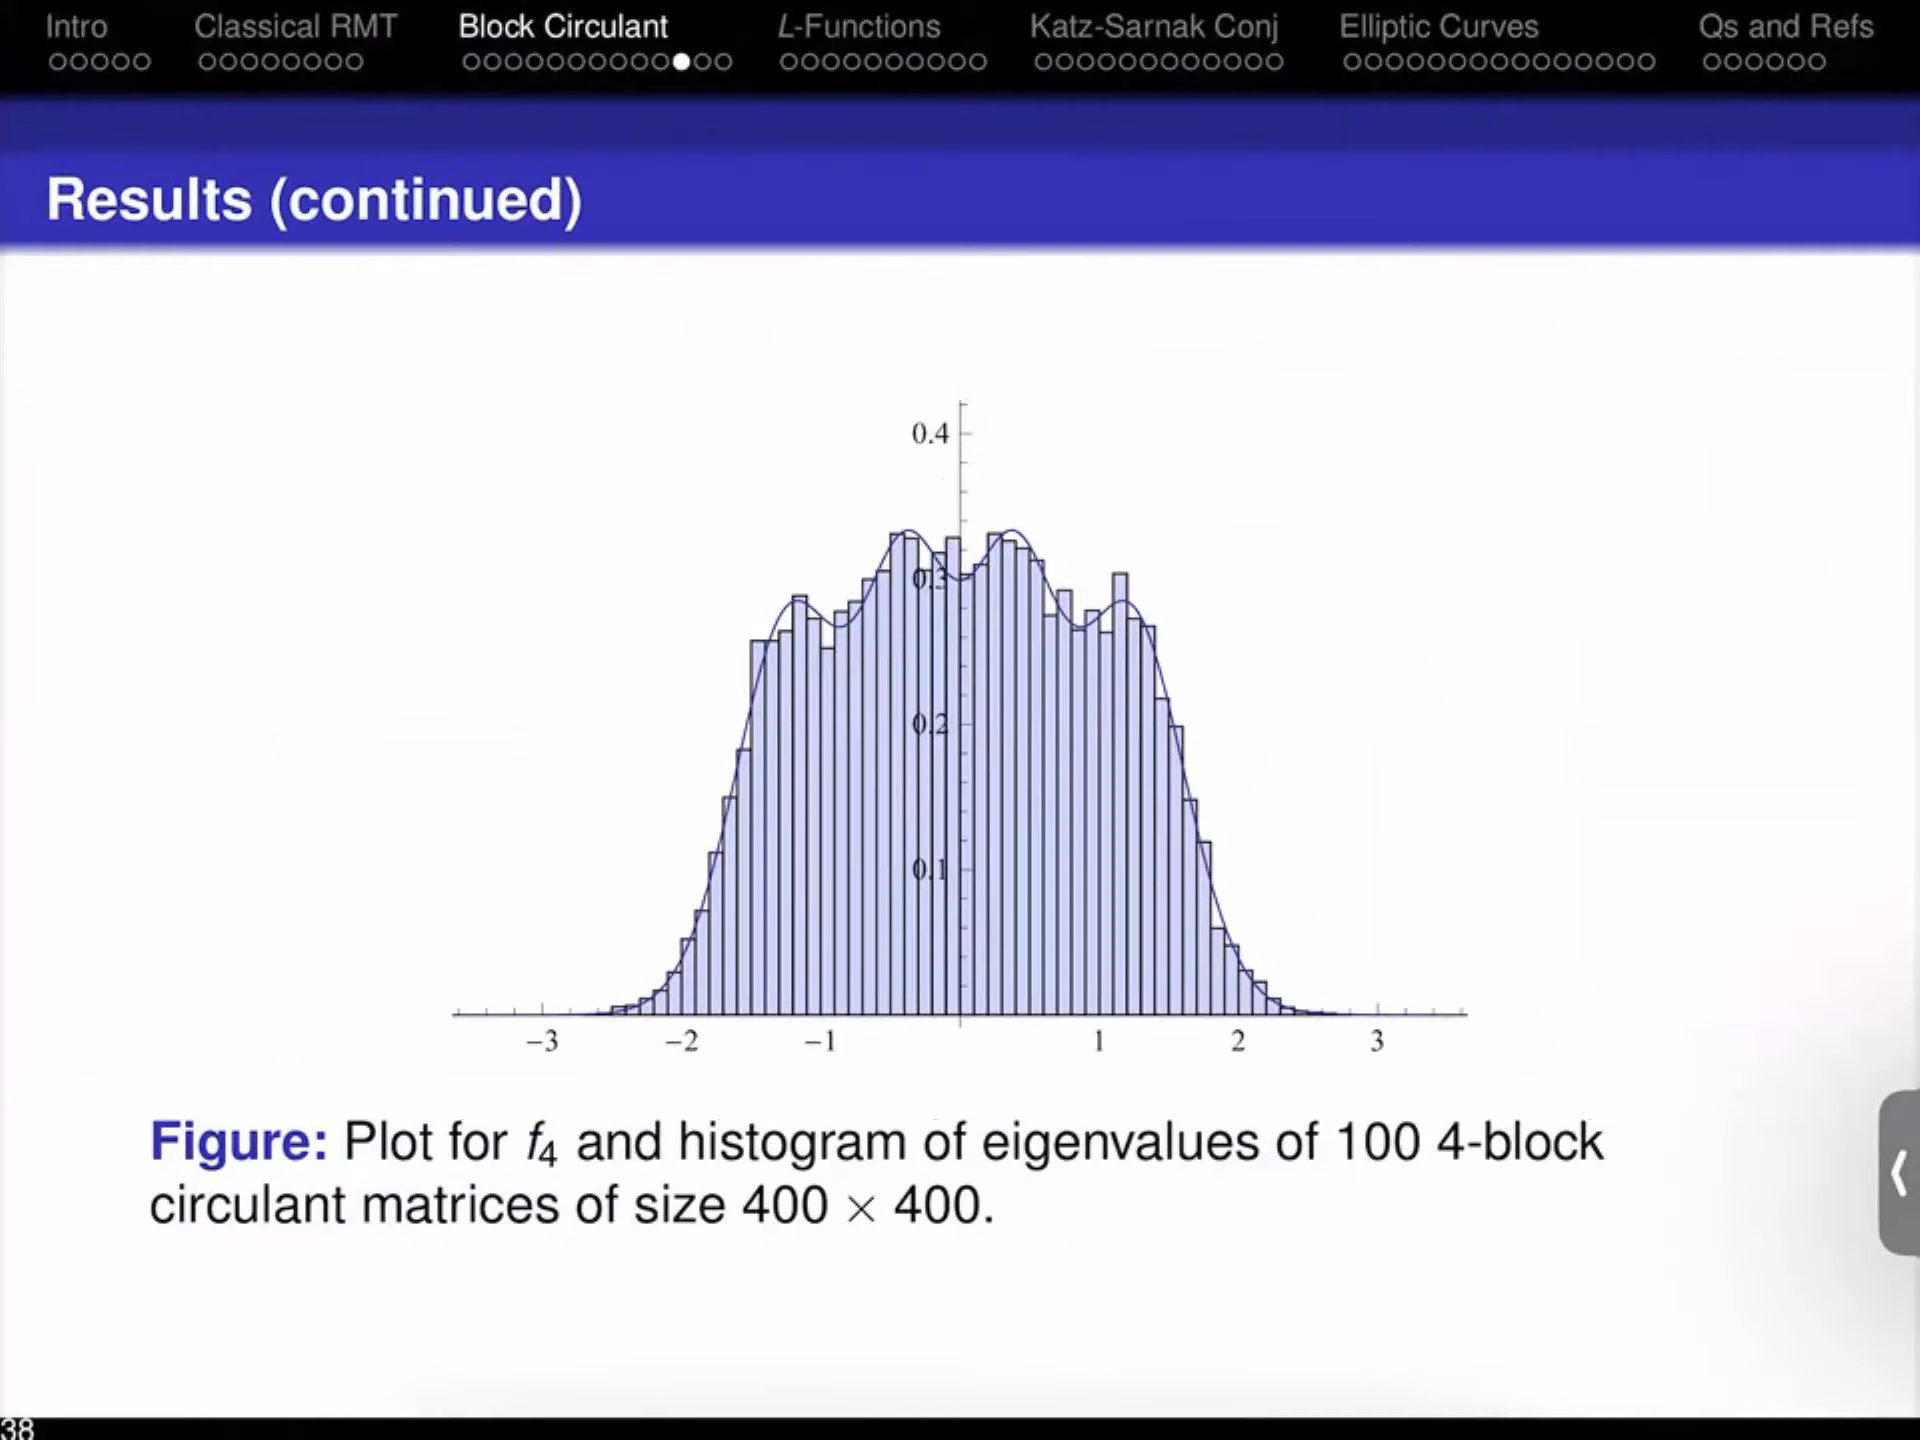 Intro Classical RMT Block Circulant L-Functions Katz-Sarnak Conj Elliptic Curves Qs and Refs
Results (continued)
0.4
0.3
0.2
0.1
−3 −2 −1 1 2 3
Figure: Plot for f4 and histogram of eigenvalues of 100 4-block
circulant matrices of size 400 × 400.
38